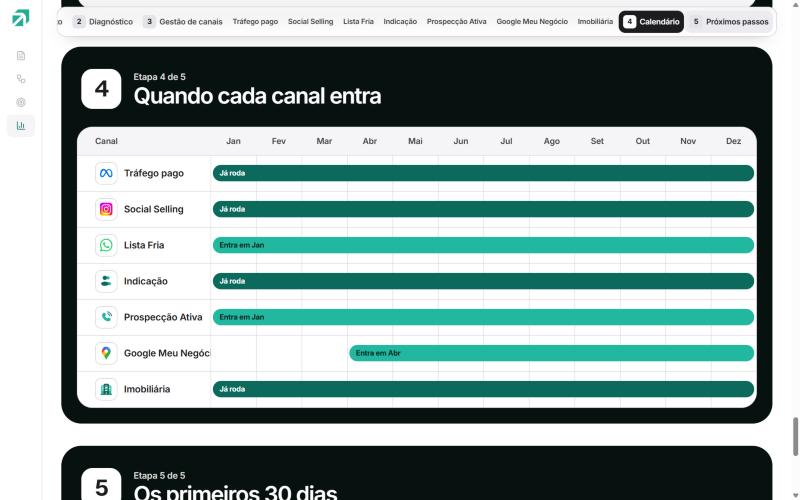 2 Diagnóstico 3 Gestão de canais Tráfego pago Social Selling Lista Fria Indicação Prospecção Ativa Google Meu Negócio Imobiliária 4 Calendário 5 Próximos passos
4
Etapa 4 de 5
Quando cada canal entra
Canal Jan Fev Mar Abr Mai Jun Jul Ago Set Out Nov Dez
Tráfego pago Já roda
Social Selling Já roda
Lista Fria Entra em Jan
Indicação Já roda
Prospecção Ativa Entra em Jan
Google Meu Negóci Entra em Abr
Imobiliária Já roda
5
Etapa 5 de 5
Os primeiros 30 dias